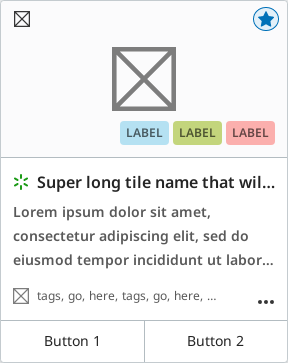 LABEL LABEL LABEL
Super long tile name that wil...
Lorem ipsum dolor sit amet,
consectetur adipiscing elit, sed do
eiusmod tempor incididunt ut labor...
tags, go, here, tags, go, here, ...
Button 1 Button 2